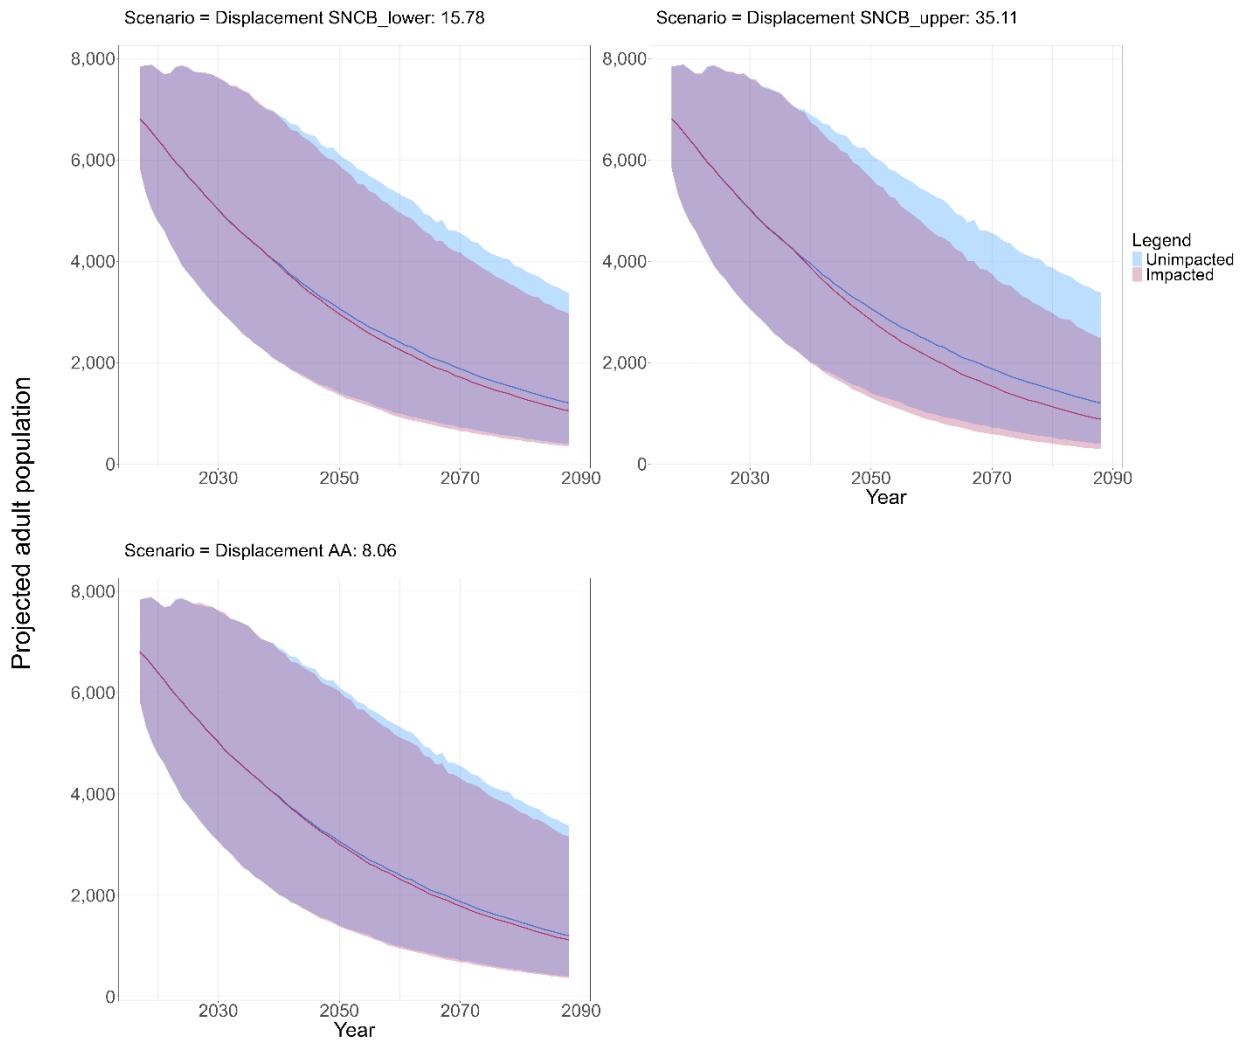 Scenario = Displacement SNCB_lower: 15.78
Scenario = Displacement SNCB_upper: 35.11
8,000
6,000
4,000
2,000
0
2030 2050 2070 2090
8,000
6,000
4,000
2,000
0
2030 2050 2070 2090
Year
Legend
Unimpacted
Impacted
Projected adult population
Scenario = Displacement AA: 8.06
8,000
6,000
4,000
2,000
0
2030 2050 2070 2090
Year